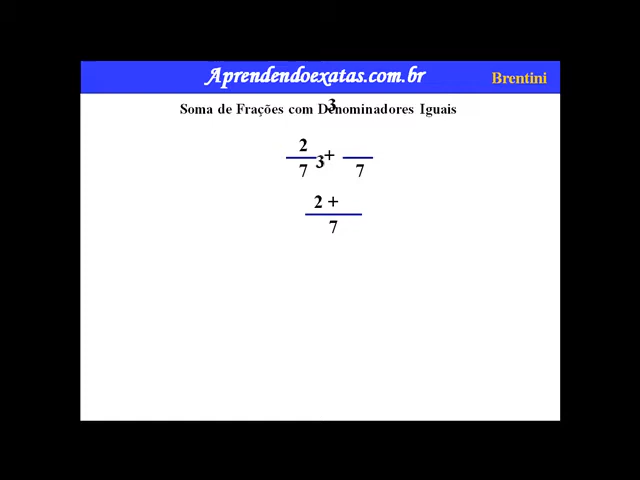 Aprendendoexatas.com.br
Brentini
3
Soma de Frações com Denominadores Iguais
2
3 +
7 7
2 +
7